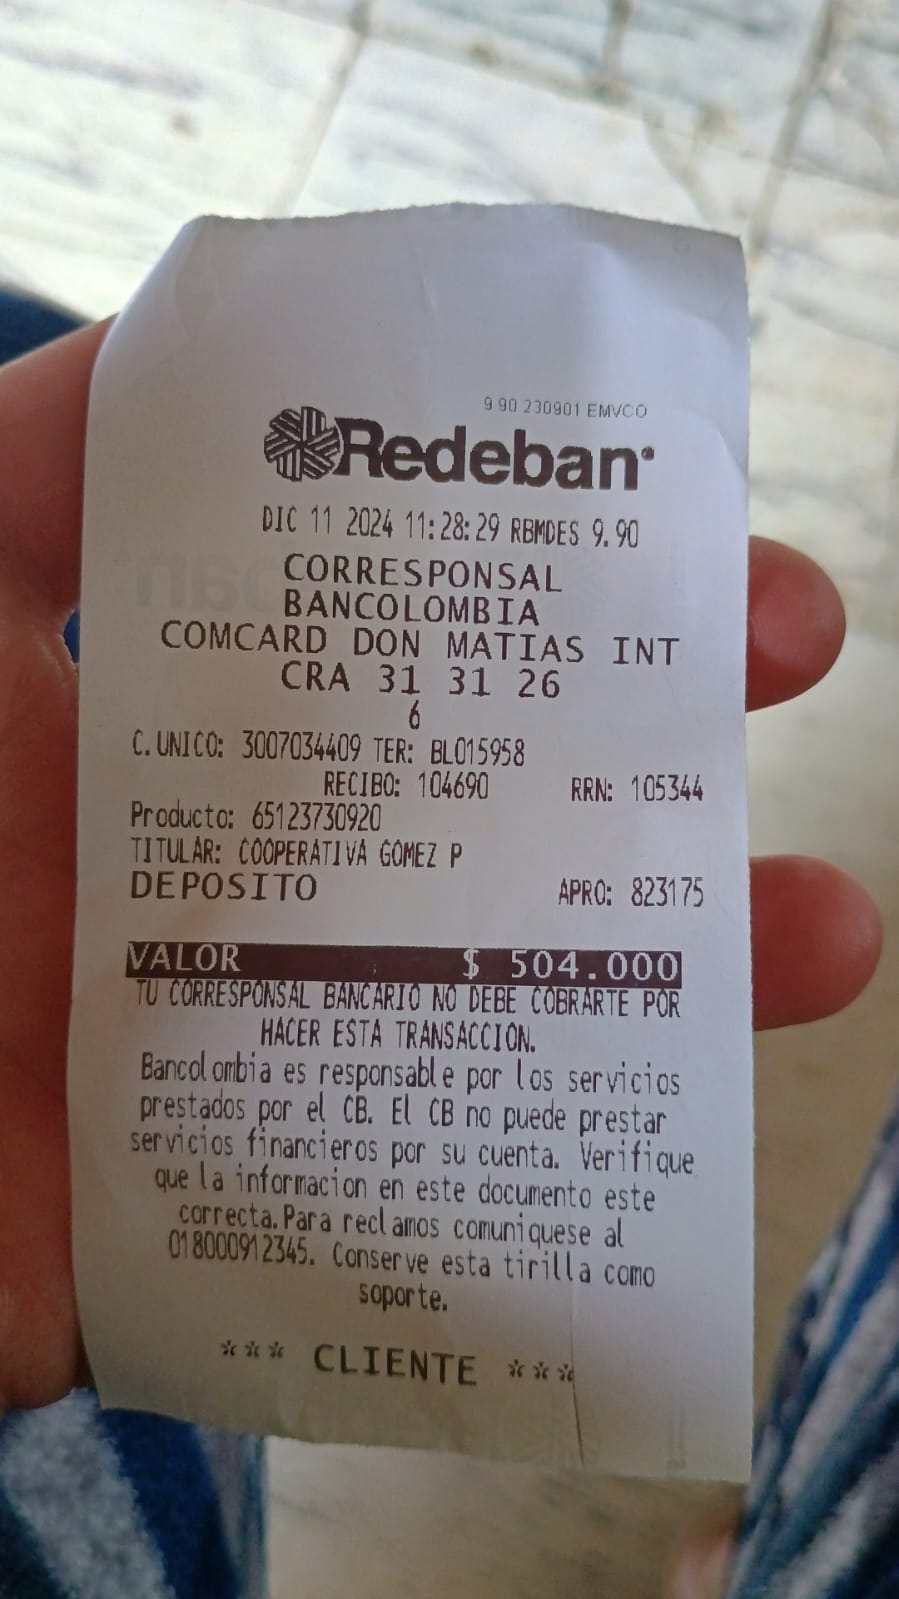 9 90 230901 EMVCO
Redeban
DIC 11 2024 11:28:29 RBMDES 9.90
CORRESPONSAL
BANCOLOMBIA
COMCARD DON MATIAS INT
CRA 31 31 26
6
C.UNICO: 3007034409 TER: BL015958
RECIBO: 104690 RRN: 105344
Producto: 65123730920
TITULAR: COOPERATIVA GOMEZ P
DEPOSITO APRO: 823175
VALOR $ 504.000
TU CORRESPONSAL BANCARIO NO DEBE COBRARTE POR
HACER ESTA TRANSACCION.
Bancolombia es responsable por los servicios
prestados por el CB. El CB no puede prestar
servicios financieros por su cuenta. Verifique
que la informacion en este documento este
correcta.Para reclamos comuniquese al
018000912345. Conserve esta tirilla como
soporte.
*** CLIENTE ***